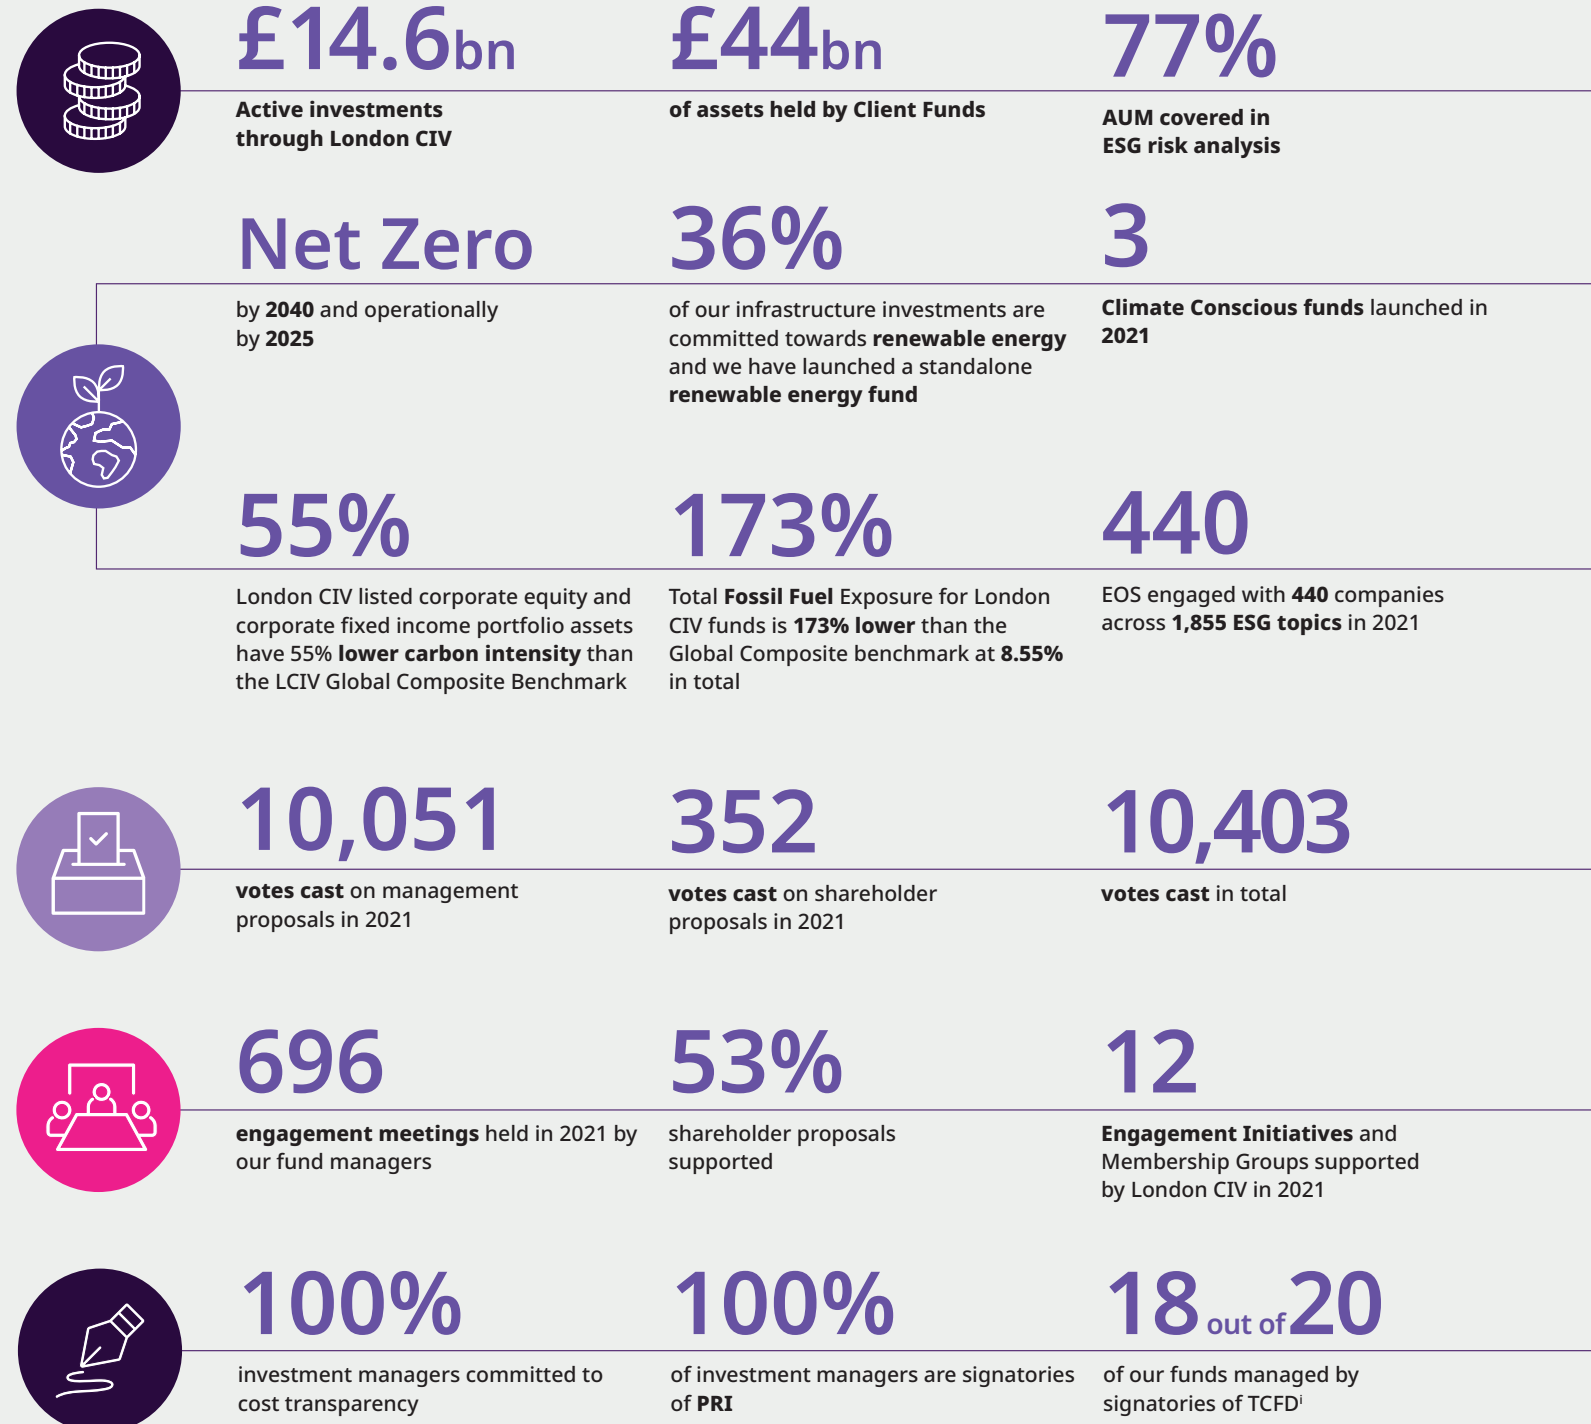 £14.6bn
Active investments
through London CIV
£44bn
of assets held by Client Funds
77%
AUM covered in
ESG risk analysis
Net Zero
by 2040 and operationally
by 2025
36%
of our infrastructure investments are
committed towards renewable energy
and we have launched a standalone
renewable energy fund
3
Climate Conscious funds launched in
2021
55%
London CIV listed corporate equity and
corporate fixed income portfolio assets
have 55% lower carbon intensity than
the LCIV Global Composite Benchmark
173%
Total Fossil Fuel Exposure for London
CIV funds is 173% lower than the
Global Composite benchmark at 8.55%
in total
440
EOS engaged with 440 companies
across 1,855 ESG topics in 2021
10,051
votes cast on management
proposals in 2021
352
votes cast on shareholder
proposals in 2021
10,403
votes cast in total
696
engagement meetings held in 2021 by
our fund managers
53%
shareholder proposals
supported
12
Engagement Initiatives and
Membership Groups supported
by London CIV in 2021
100%
investment managers committed to
cost transparency
100%
of investment managers are signatories
of PRI
18 out of 20
of our funds managed by
signatories of TCFDⁱ